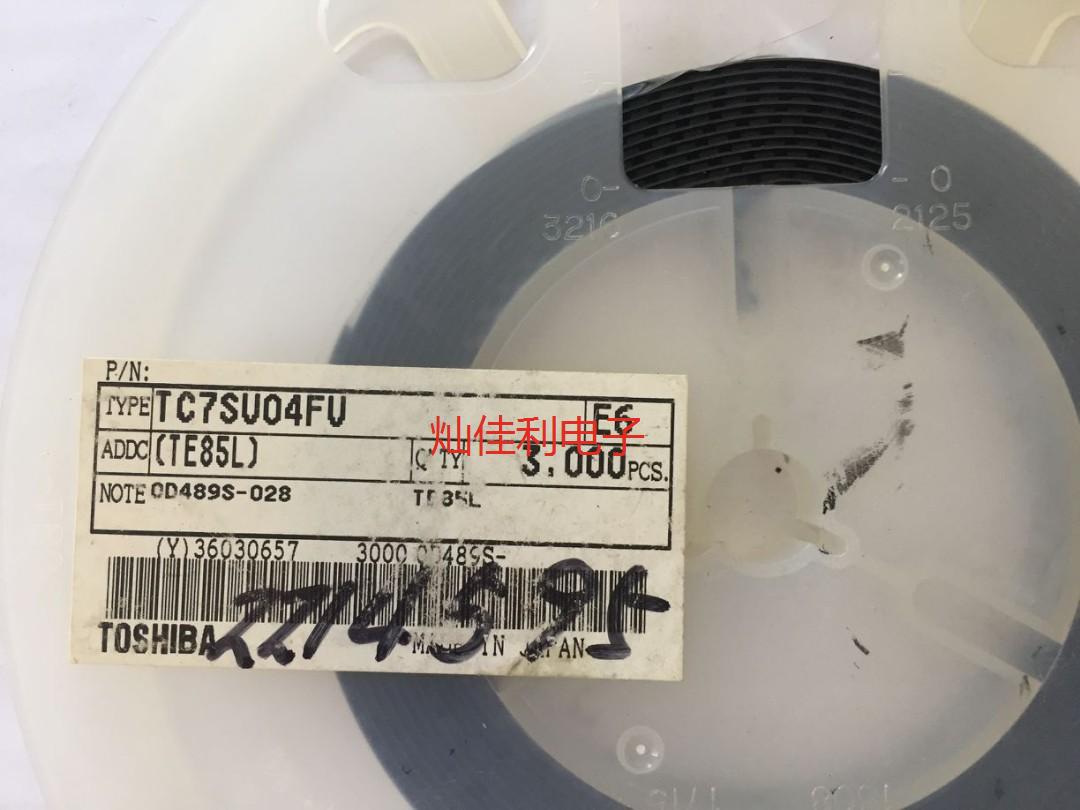 O-
3216
- O
2125
P/N:
TYPE TC7SU04FU E6
灿佳利电子
ADDC (TE85L) Q'TY 3.000 PCS.
NOTE 0D489S-028 TE85L
(Y)36030657 3000 0D489S-
TOSHIBA MADE IN JAPAN
1715